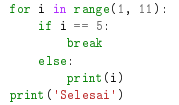 for i in range(1, 11):
    if i == 5:
        break
    else:
        print(i)
print('Selesai')